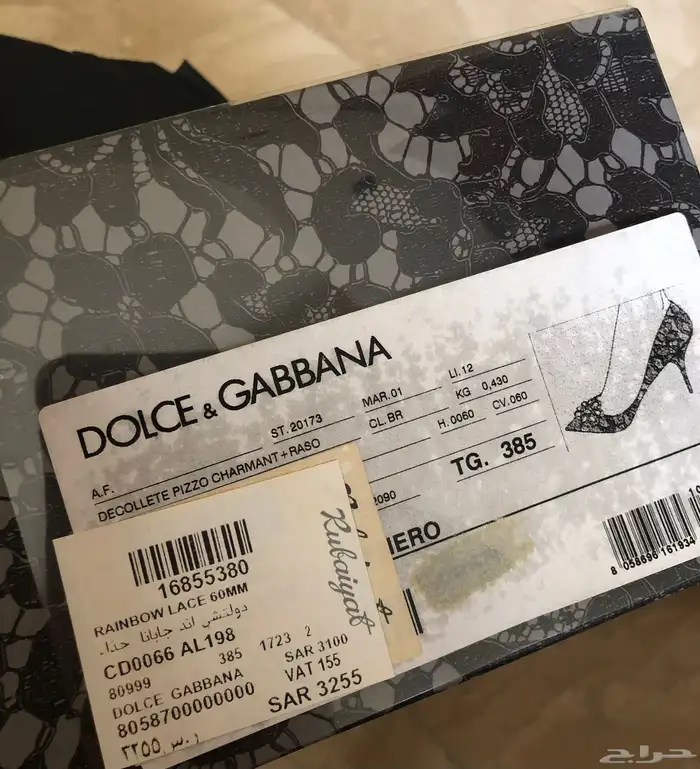 DOLCE & GABBANA
A.F.
ST. 20173
MAR.01
LI.12
DECOLLETE PIZZO CHARMANT+RASO
CL. BR
KG 0,430
H. 0060
CV.060
TG. 385
2090
NERO
8 058696 161934
Rubaiyat
16855380
RAINBOW LACE 60MM
دولتشي اند جابانا حذاء
CD0066 AL198
80999 385 1723 2
DOLCE GABBANA SAR 3100
8058700000000 VAT 155
SAR 3255
ر.س ٣٢٥٥
حراج